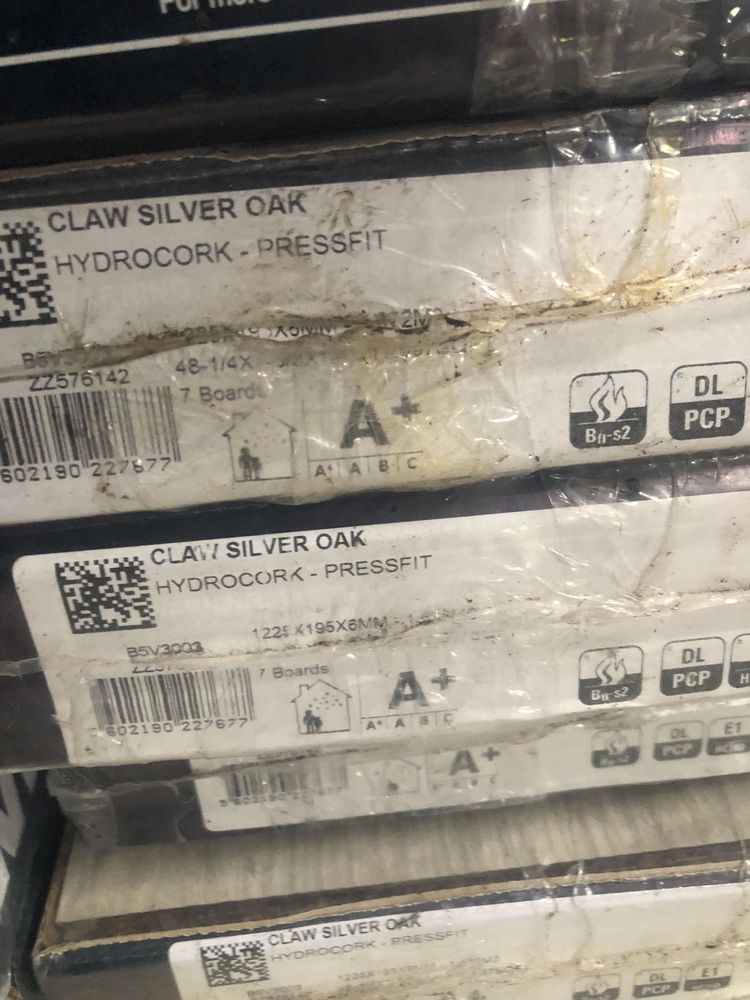 For more
CLAW SILVER OAK
HYDROCORK - PRESSFIT
48-1/4X
ZZ576142
7 Boards
602190 227677
A+
A+ A B C
Bfl-s2
DL
PCP
CLAW SILVER OAK
HYDROCORK - PRESSFIT
B5V3003
1225X195X6MM
7 Boards
602190 227677
A+
A+ A B C
Bfl-s2
DL
PCP
A+
DL
PCP
E1
CLAW SILVER OAK
HYDROCORK - PRESSFIT
DL
PCP
E1